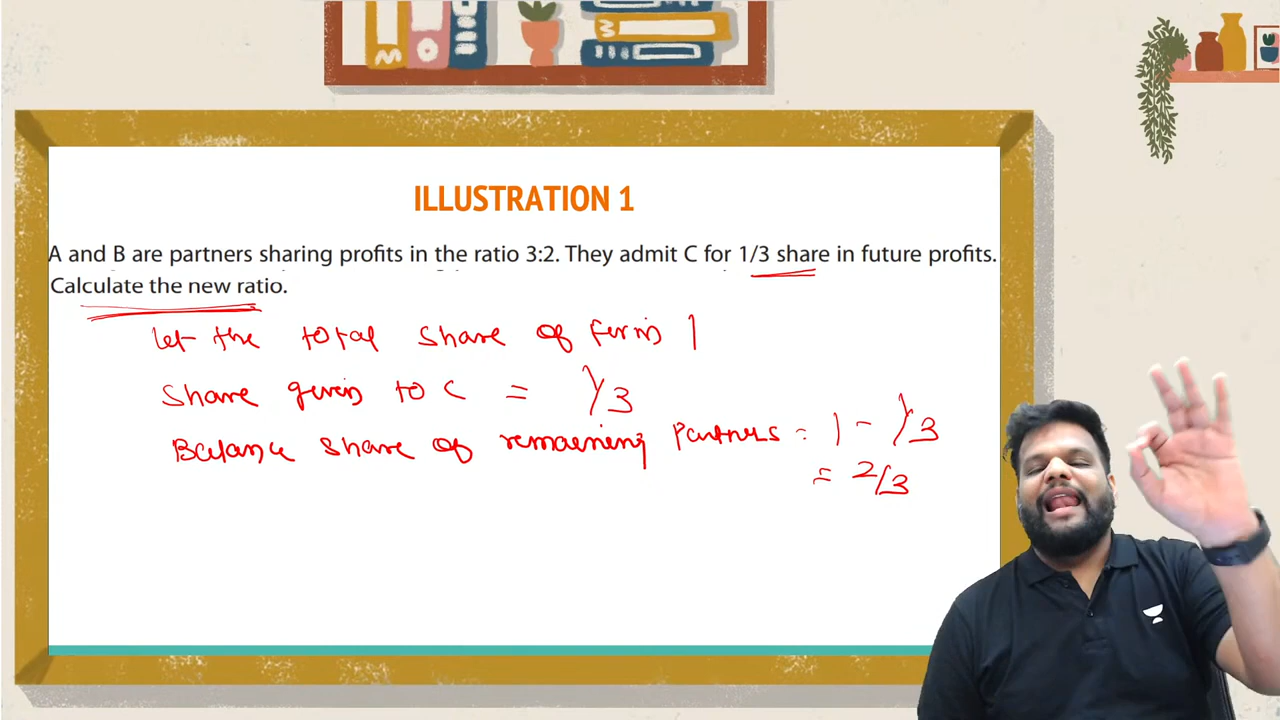 ILLUSTRATION 1
A and B are partners sharing profits in the ratio 3:2. They admit C for 1/3 share in future profits.
Calculate the new ratio.
Let the total share of firm is 1
Share given to C = 1/3
Balance share of remaining Partners = 1 - 1/3
= 2/3